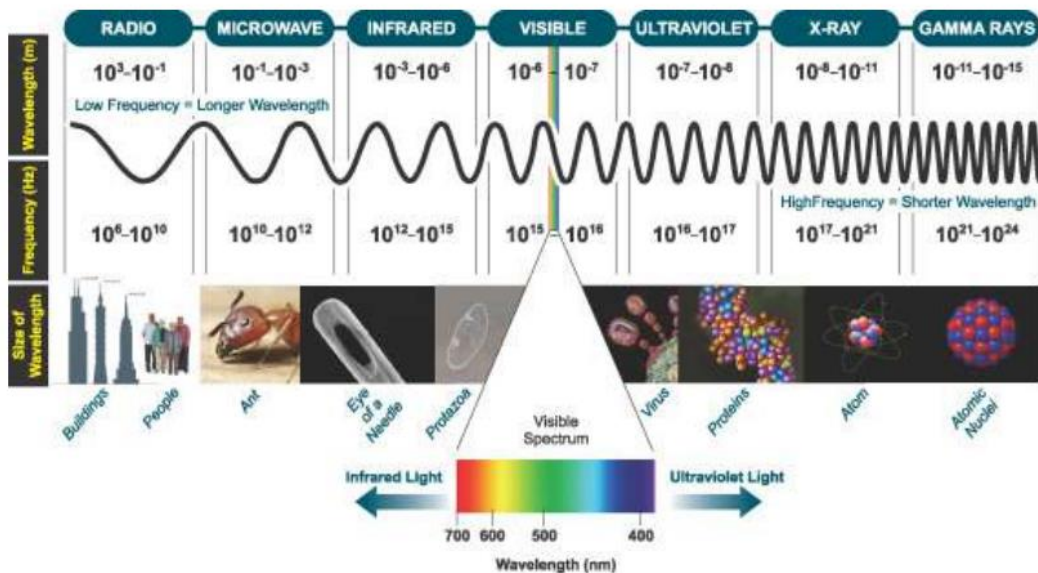 RADIO MICROWAVE INFRARED VISIBLE ULTRAVIOLET X-RAY GAMMA RAYS
Wavelength (m)
10³–10⁻¹ 10⁻¹–10⁻³ 10⁻³–10⁻⁶ 10⁻⁶ – 10⁻⁷ 10⁻⁷–10⁻⁸ 10⁻⁸–10⁻¹¹ 10⁻¹¹–10⁻¹⁵
Low Frequency = Longer Wavelength
Frequency (Hz)
HighFrequency = Shorter Wavelength
10⁶–10¹⁰ 10¹⁰–10¹² 10¹²–10¹⁵ 10¹⁵ – 10¹⁶ 10¹⁶–10¹⁷ 10¹⁷–10²¹ 10²¹–10²⁴
Size of
Wavelength
Buildings
People
Ant
Eye
of a
Needle
Protazoa
Virus
Proteins
Atom
Atomic
Nuclei
Visible
Spectrum
Infrared Light
Ultraviolet Light
700 600 500 400
Wavelength (nm)